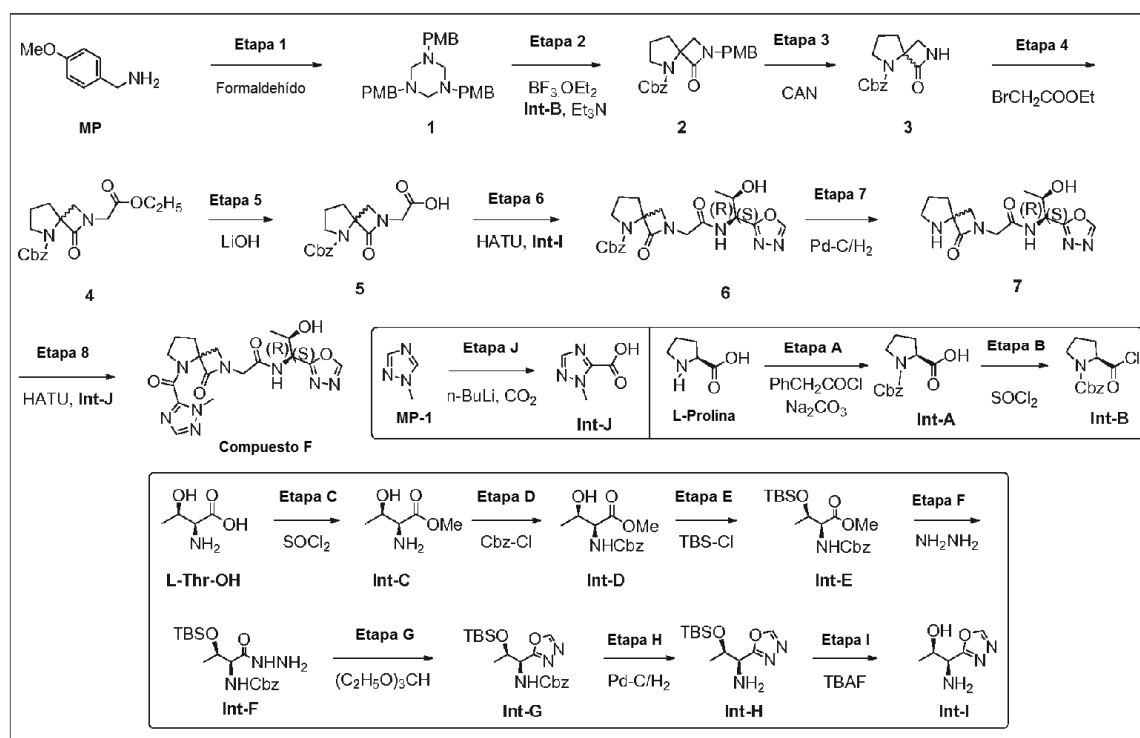 MeO
NH2
MP
Etapa 1
Formaldehído
PMB
N
N N
PMB PMB
1
Etapa 2
BF3.OEt2
Int-B, Et3N
N-PMB
N
Cbz O
2
Etapa 3
CAN
NH
N
Cbz O
3
Etapa 4
BrCH2COOEt
O
OC2H5
N
N
Cbz O
4
Etapa 5
LiOH
O
OH
N
N
Cbz O
5
Etapa 6
HATU, Int-I
OH
O (R) (S) O
N N H N-N
N
Cbz O
6
Etapa 7
Pd-C/H2
OH
O (R) (S) O
N N H N-N
N
H O
7
Etapa 8
HATU, Int-J
OH
O (R) (S) O
N N H N-N
N
O O
N N
N
Compuesto F
N
N-N
MP-1
Etapa J
n-BuLi, CO2
N OH
N-N O
Int-J
N OH
H O
L-Prolina
Etapa A
PhCH2OCOCl
Na2CO3
N OH
Cbz O
Int-A
Etapa B
SOCl2
N Cl
Cbz O
Int-B
OH O
OH
NH2
L-Thr-OH
Etapa C
SOCl2
OH O
OMe
NH2
Int-C
Etapa D
Cbz-Cl
OH O
OMe
NHCbz
Int-D
Etapa E
TBS-Cl
TBSO O
OMe
NHCbz
Int-E
Etapa F
NH2NH2
TBSO O
NHNH2
NHCbz
Int-F
Etapa G
(C2H5O)3CH
TBSO O
N-N
NHCbz
Int-G
Etapa H
Pd-C/H2
TBSO O
N-N
NH2
Int-H
Etapa I
TBAF
OH O
N-N
NH2
Int-I